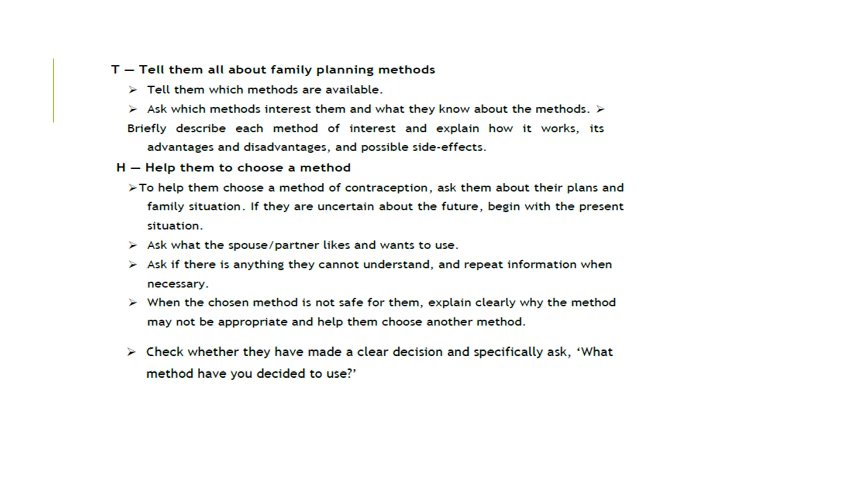 T — Tell them all about family planning methods
➢ Tell them which methods are available.
➢ Ask which methods interest them and what they know about the methods. ➢
Briefly describe each method of interest and explain how it works, its
advantages and disadvantages, and possible side-effects.
H — Help them to choose a method
➢To help them choose a method of contraception, ask them about their plans and
family situation. If they are uncertain about the future, begin with the present
situation.
➢ Ask what the spouse/partner likes and wants to use.
➢ Ask if there is anything they cannot understand, and repeat information when
necessary.
➢ When the chosen method is not safe for them, explain clearly why the method
may not be appropriate and help them choose another method.
➢ Check whether they have made a clear decision and specifically ask, ‘What
method have you decided to use?’